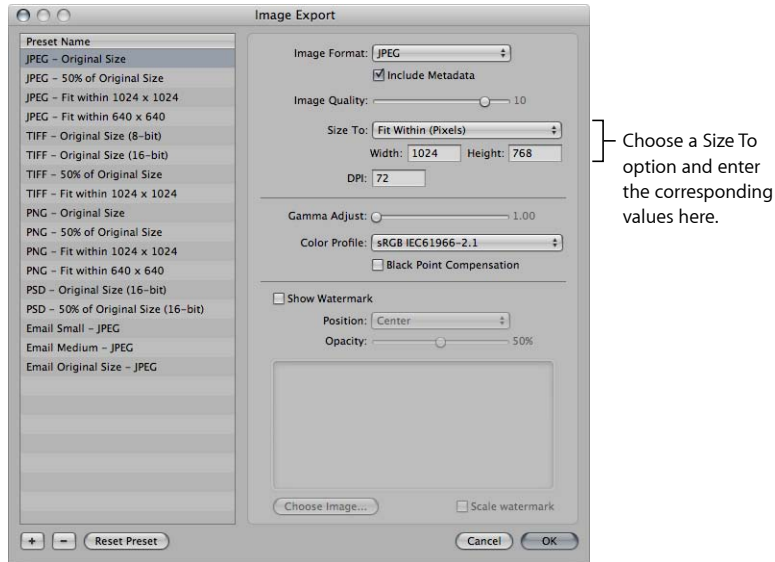 Image Export
Preset Name
JPEG – Original Size
JPEG – 50% of Original Size
JPEG – Fit within 1024 x 1024
JPEG – Fit within 640 x 640
TIFF – Original Size (8-bit)
TIFF – Original Size (16-bit)
TIFF – 50% of Original Size
TIFF – Fit within 1024 x 1024
PNG – Original Size
PNG – 50% of Original Size
PNG – Fit within 1024 x 1024
PNG – Fit within 640 x 640
PSD – Original Size (16-bit)
PSD – 50% of Original Size (16-bit)
Email Small – JPEG
Email Medium – JPEG
Email Original Size – JPEG
+ – Reset Preset
Image Format: JPEG
Include Metadata
Image Quality: 10
Size To: Fit Within (Pixels)
Width: 1024 Height: 768
DPI: 72
Gamma Adjust: 1.00
Color Profile: sRGB IEC61966-2.1
Black Point Compensation
Show Watermark
Position: Center
Opacity: 50%
Choose Image... Scale watermark
Cancel OK
Choose a Size To
option and enter
the corresponding
values here.